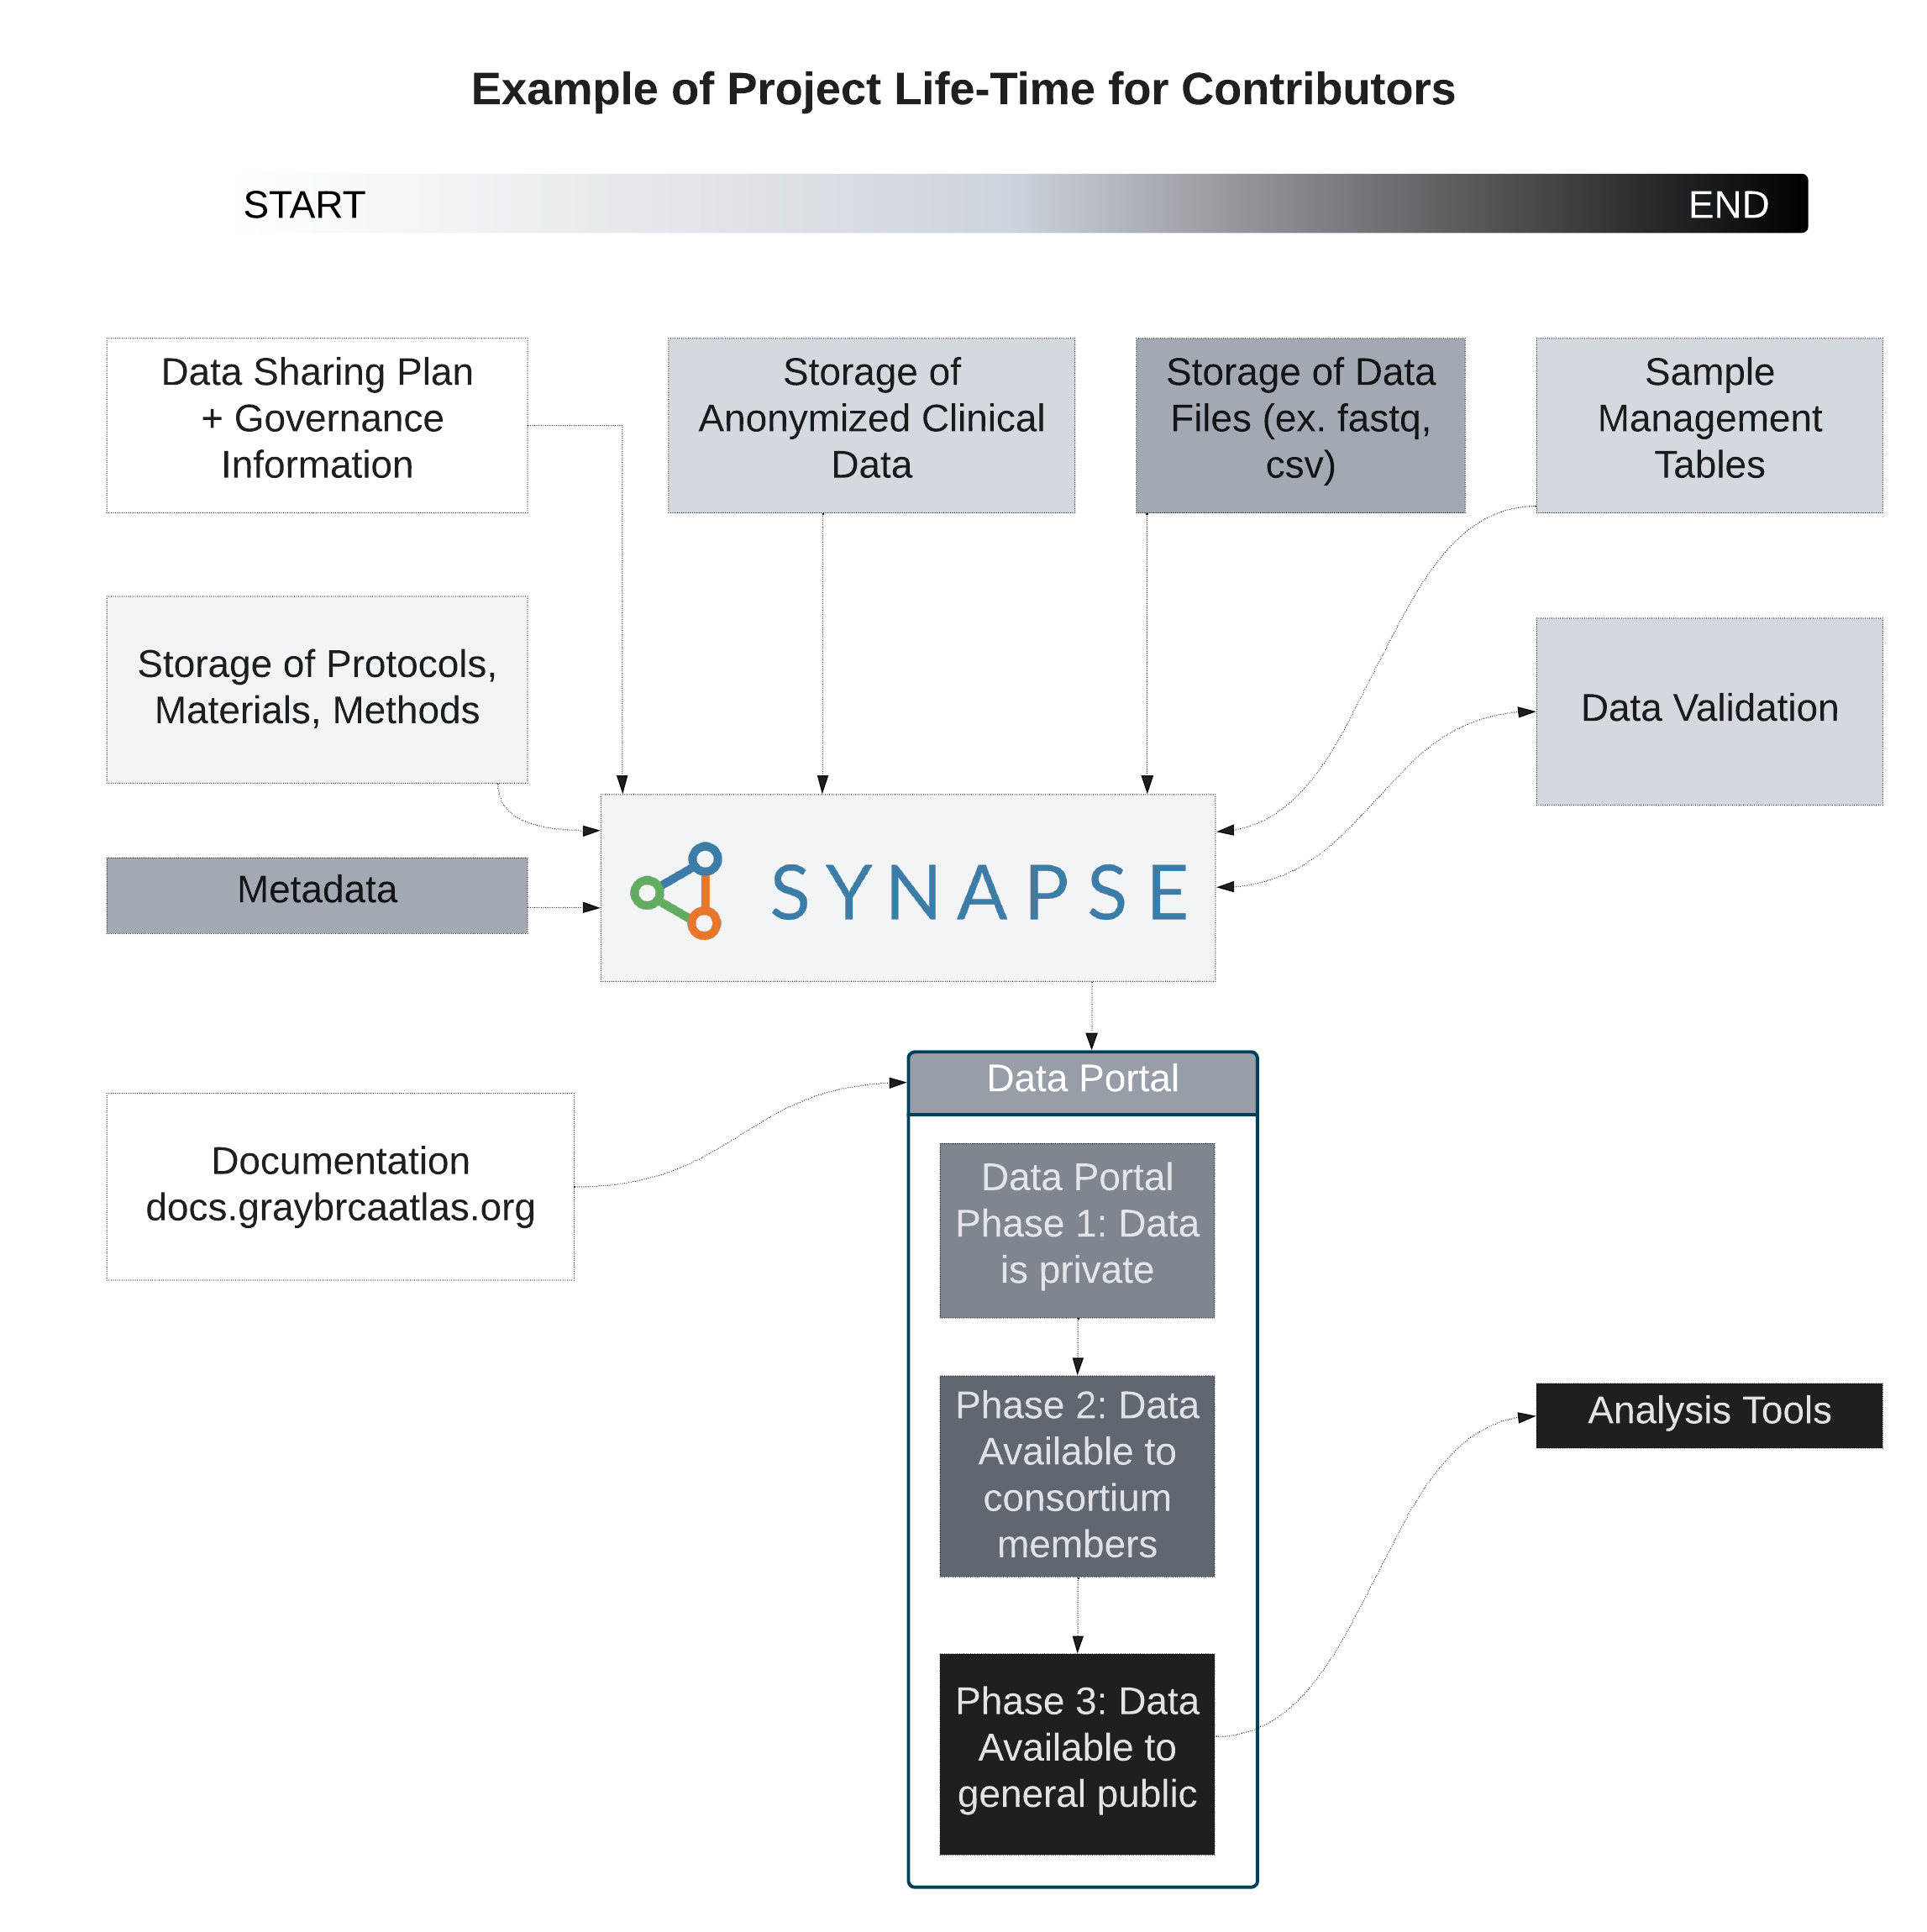 Example of Project Life-Time for Contributors
START
END
Data Sharing Plan
+ Governance
Information
Storage of
Anonymized Clinical
Data
Storage of Data
Files (ex. fastq,
csv)
Sample
Management
Tables
Storage of Protocols,
Materials, Methods
Data Validation
Metadata
SYNAPSE
Data Portal
Documentation
docs.graybrcaatlas.org
Data Portal
Phase 1: Data
is private
Phase 2: Data
Available to
consortium
members
Analysis Tools
Phase 3: Data
Available to
general public